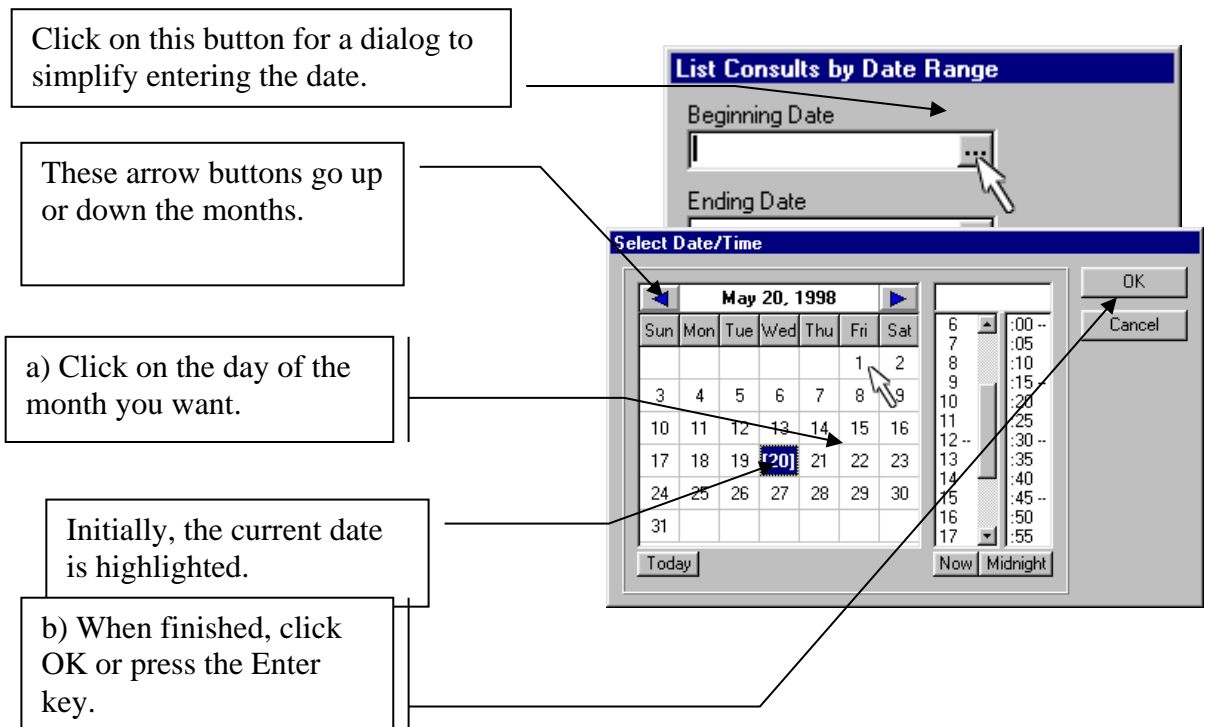 Click on this button for a dialog to
simplify entering the date.
These arrow buttons go up
or down the months.
a) Click on the day of the
month you want.
Initially, the current date
is highlighted.
b) When finished, click
OK or press the Enter
key.
List Consults by Date Range
Beginning Date
...
Ending Date
Select Date/Time
May 20, 1998
Sun Mon Tue Wed Thu Fri Sat
1 2
3 4 5 6 7 8 9
10 11 12 13 14 15 16
17 18 19 [20] 21 22 23
24 25 26 27 28 29 30
31
Today
6 :00 --
7 :05
8 :10
9 :15 --
10 :20
11 :25
12 -- :30 --
13 :35
14 :40
15 :45 --
16 :50
17 :55
Now Midnight
OK
Cancel